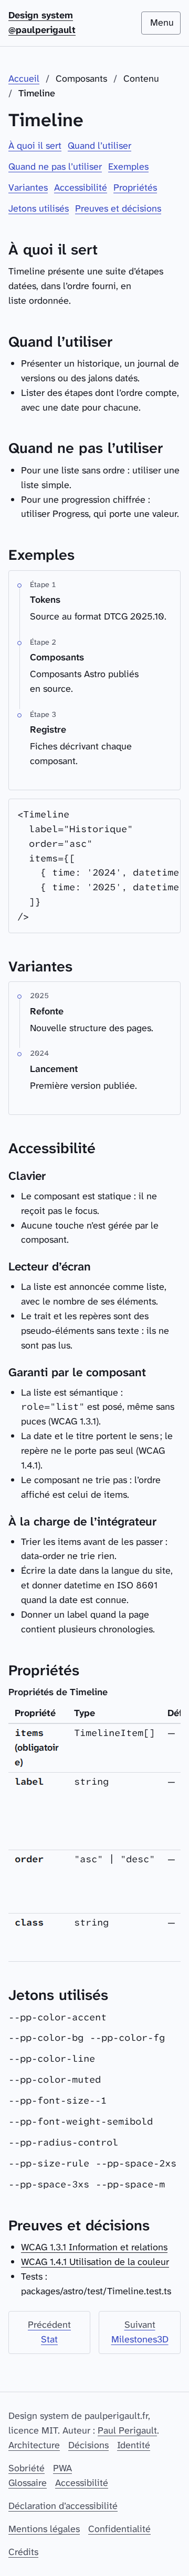 Design system
@paulperigault
Menu
Accueil / Composants / Contenu
/ Timeline
Timeline
À quoi il sert Quand l’utiliser
Quand ne pas l’utiliser Exemples
Variantes Accessibilité Propriétés
Jetons utilisés Preuves et décisions
À quoi il sert
Timeline présente une suite d’étapes
datées, dans l’ordre fourni, en
liste ordonnée.
Quand l’utiliser
Présenter un historique, un journal de
versions ou des jalons datés.
Lister des étapes dont l’ordre compte,
avec une date pour chacune.
Quand ne pas l’utiliser
Pour une liste sans ordre : utiliser une
liste simple.
Pour une progression chiffrée :
utiliser Progress, qui porte une valeur.
Exemples
Étape 1
Tokens
Source au format DTCG 2025.10.
Étape 2
Composants
Composants Astro publiés
en source.
Étape 3
Registre
Fiches décrivant chaque
composant.
<Timeline
label="Historique"
order="asc"
items={[
{ time: '2024', datetime
{ time: '2025', datetime
]}
/>
Variantes
2025
Refonte
Nouvelle structure des pages.
2024
Lancement
Première version publiée.
Accessibilité
Clavier
Le composant est statique : il ne
reçoit pas le focus.
Aucune touche n’est gérée par le
composant.
Lecteur d’écran
La liste est annoncée comme liste,
avec le nombre de ses éléments.
Le trait et les repères sont des
pseudo-éléments sans texte : ils ne
sont pas lus.
Garanti par le composant
La liste est sémantique :
role="list" est posé, même sans
puces (WCAG 1.3.1).
La date et le titre portent le sens ; le
repère ne le porte pas seul (WCAG
1.4.1).
Le composant ne trie pas : l’ordre
affiché est celui de items.
À la charge de l’intégrateur
Trier les items avant de les passer :
data-order ne trie rien.
Écrire la date dans la langue du site,
et donner datetime en ISO 8601
quand la date est connue.
Donner un label quand la page
contient plusieurs chronologies.
Propriétés
Propriétés de Timeline
Propriété Type Déf
items TimelineItem[] —
(obligatoir
e)
label string —
order "asc" | "desc" —
class string —
Jetons utilisés
--pp-color-accent
--pp-color-bg --pp-color-fg
--pp-color-line
--pp-color-muted
--pp-font-size--1
--pp-font-weight-semibold
--pp-radius-control
--pp-size-rule --pp-space-2xs
--pp-space-3xs --pp-space-m
Preuves et décisions
WCAG 1.3.1 Information et relations
WCAG 1.4.1 Utilisation de la couleur
Tests :
packages/astro/test/Timeline.test.ts
Précédent
Stat
Suivant
Milestones3D
Design system de paulperigault.fr,
licence MIT. Auteur : Paul Perigault.
Architecture Décisions Identité
Sobriété PWA
Glossaire Accessibilité
Déclaration d’accessibilité
Mentions légales Confidentialité
Crédits